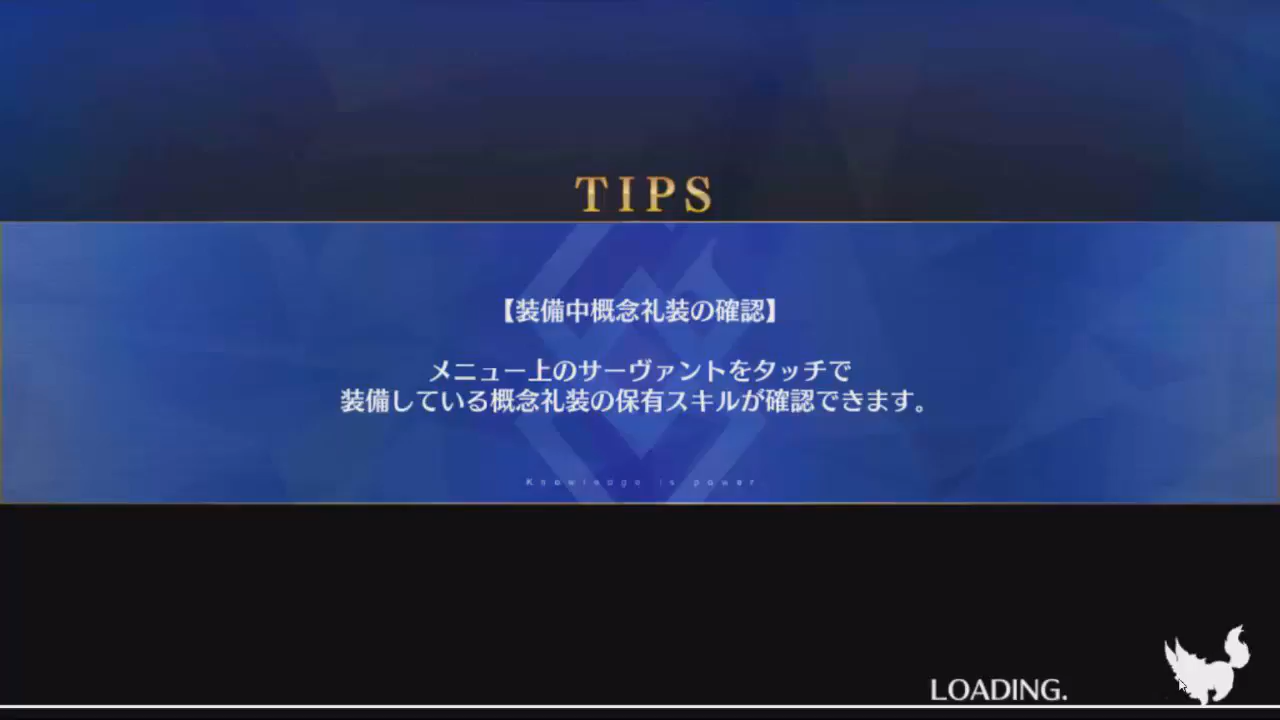 TIPS
【装備中概念礼装の確認】
メニュー上のサーヴァントをタッチで
装備している概念礼装の保有スキルが確認できます。
Knowledge is power
LOADING.